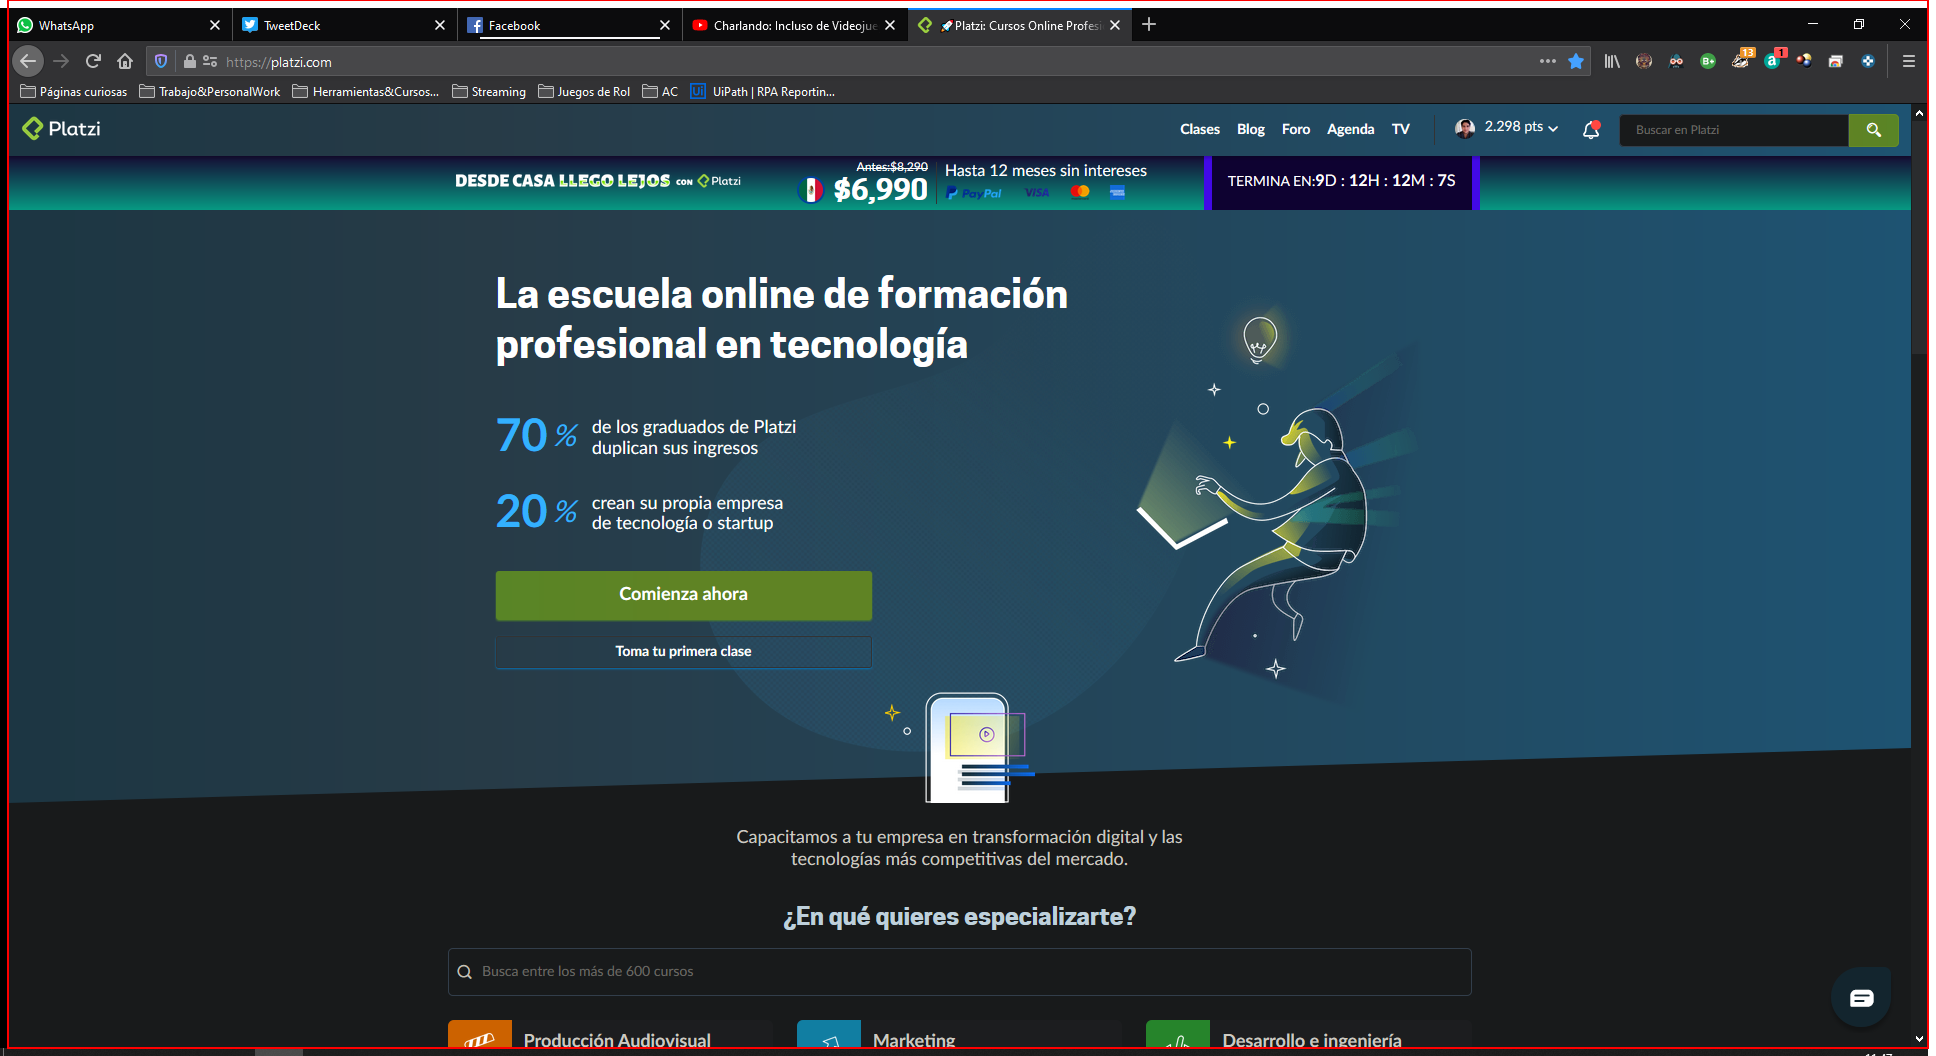 WhatsApp
TweetDeck
Facebook
Charlando: Incluso de Videojue
Platzi: Cursos Online Profesi
https://platzi.com
13
1
Páginas curiosas
Trabajo&PersonalWork
Herramientas&Cursos...
Streaming
Juegos de Rol
AC
UiPath | RPA Reportin...
Platzi
Clases
Blog
Foro
Agenda
TV
2.298 pts
Buscar en Platzi
DESDE CASA LLEGO LEJOS CON Platzi
Antes:$8,290
$6,990
Hasta 12 meses sin intereses
PayPal VISA
TERMINA EN:9D : 12H : 12M : 7S
La escuela online de formación
profesional en tecnología
70 % de los graduados de Platzi
duplican sus ingresos
20 % crean su propia empresa
de tecnología o startup
Comienza ahora
Toma tu primera clase
Capacitamos a tu empresa en transformación digital y las
tecnologías más competitivas del mercado.
¿En qué quieres especializarte?
Busca entre los más de 600 cursos
Producción Audiovisual
Marketing
Desarrollo e ingeniería